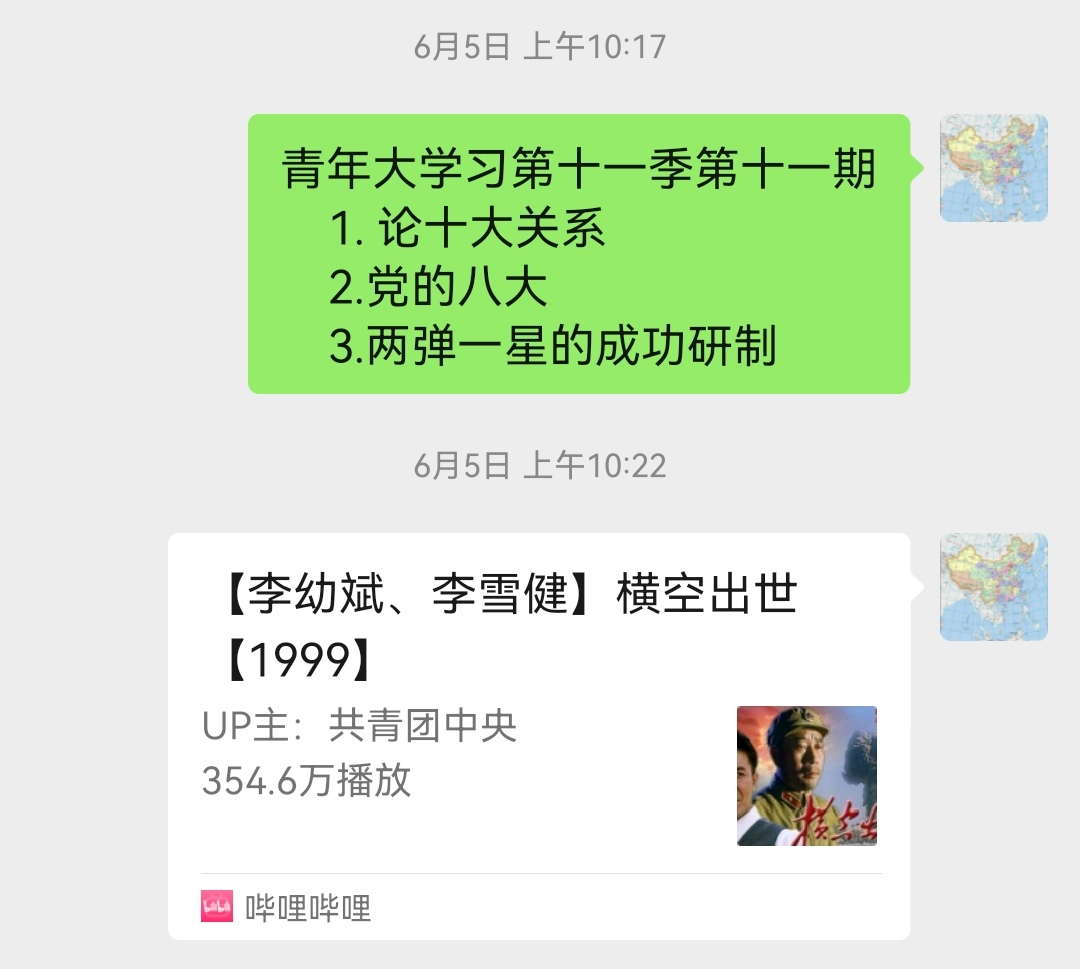 6月5日 上午10:17
青年大学习第十一季第十一期
1. 论十大关系
2.党的八大
3.两弹一星的成功研制
6月5日 上午10:22
【李幼斌、李雪健】横空出世
【1999】
UP主：共青团中央
354.6万播放
横空出
bilibili
哔哩哔哩